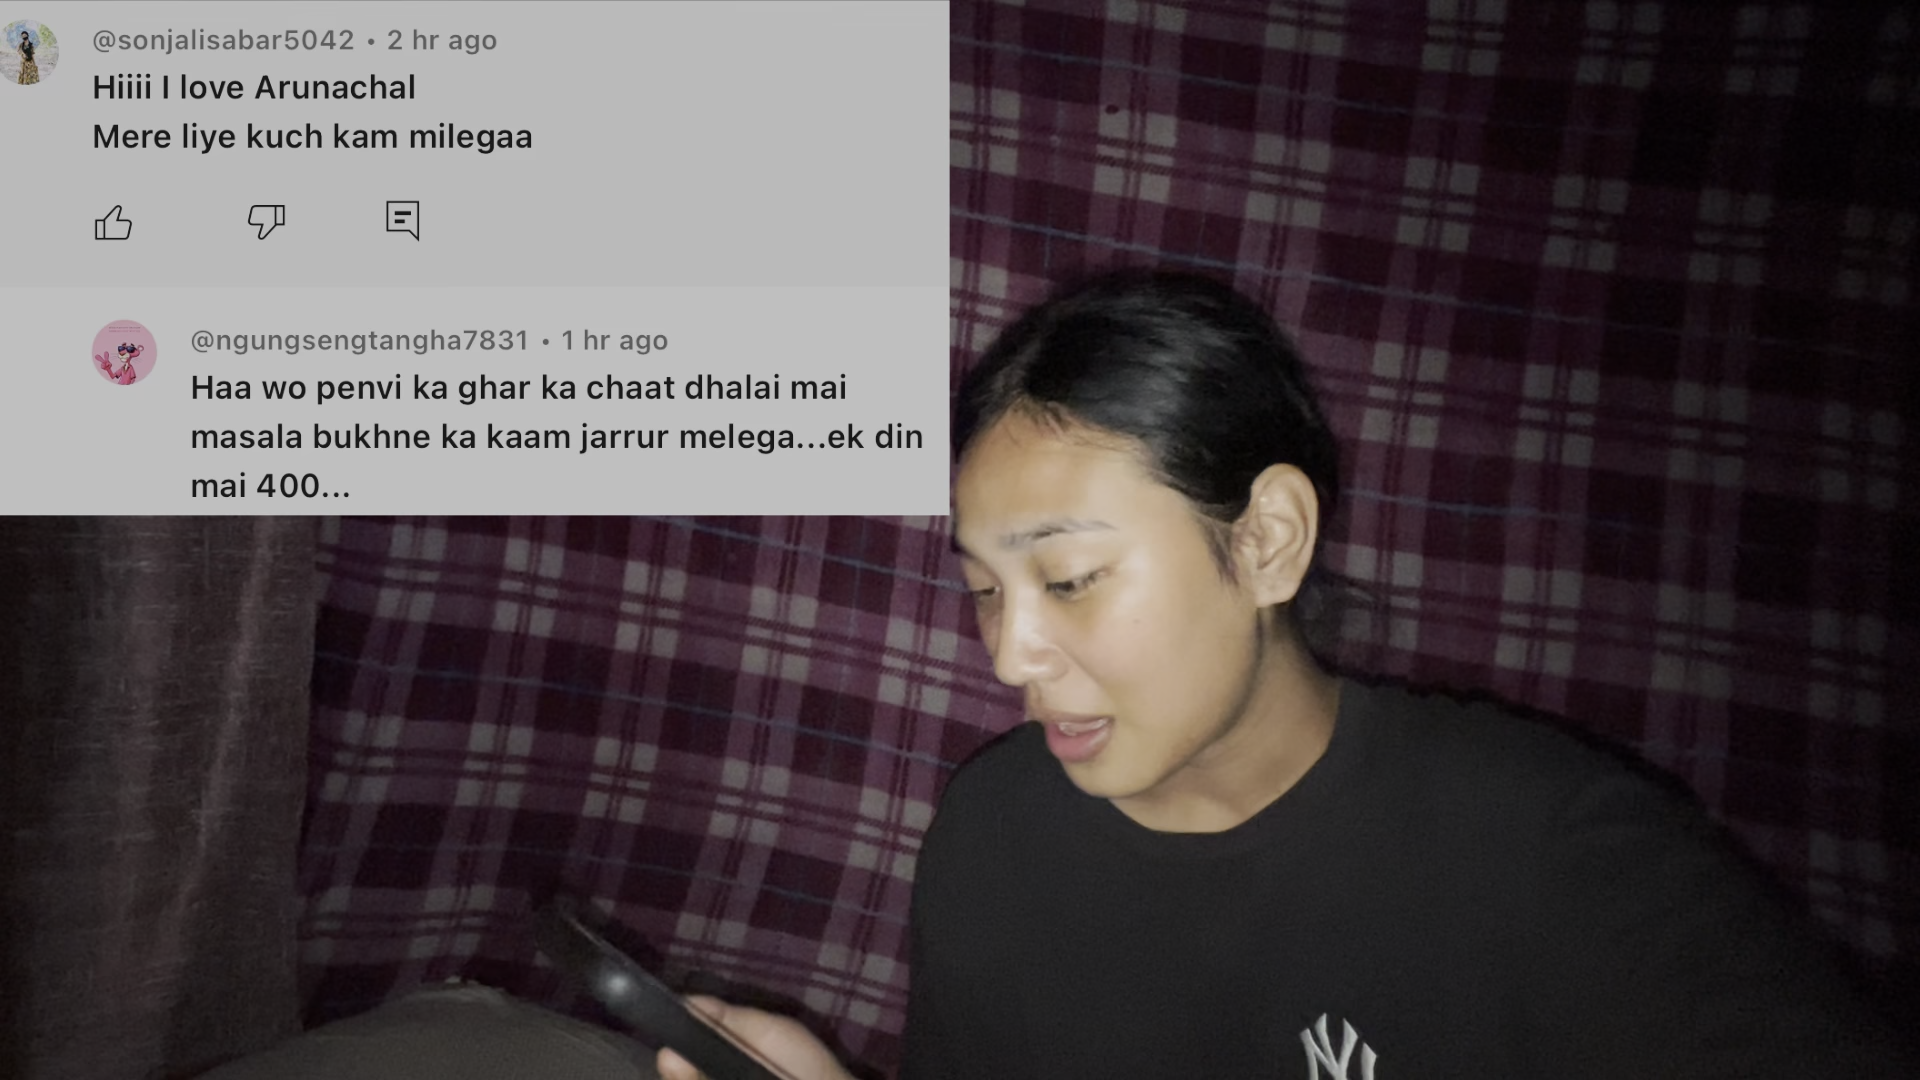 @sonjalisabar5042 • 2 hr ago
Hiiii I love Arunachal
Mere liye kuch kam milegaa
@ngungsengtangha7831 • 1 hr ago
Haa wo penvi ka ghar ka chaat dhalai mai
masala bukhne ka kaam jarrur melega...ek din
mai 400...
NY